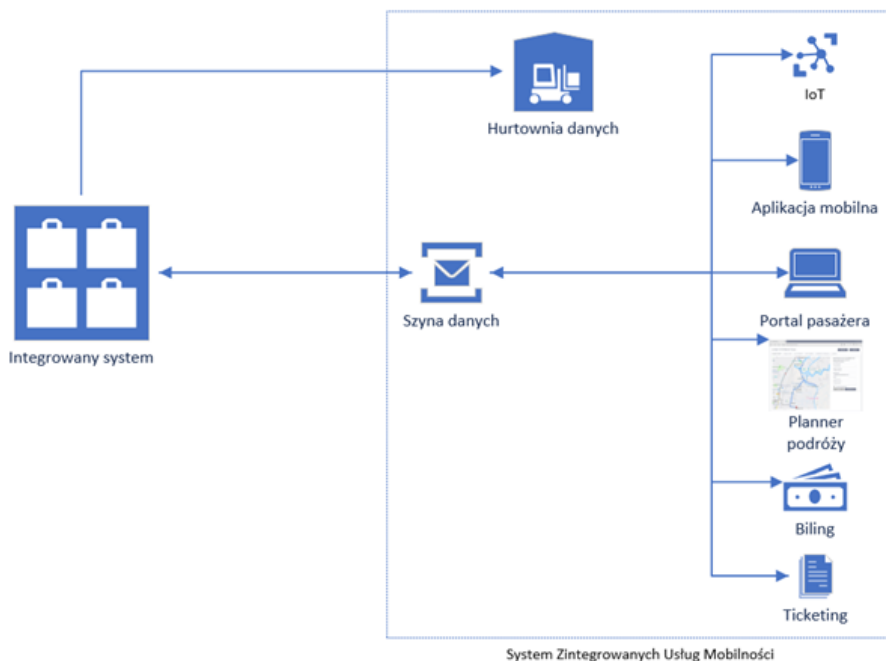 IoT
Hurtownia danych
Aplikacja mobilna
Integrowany system
Szyna danych
Portal pasażera
Planner
podróży
Biling
Ticketing
System Zintegrowanych Usług Mobilności